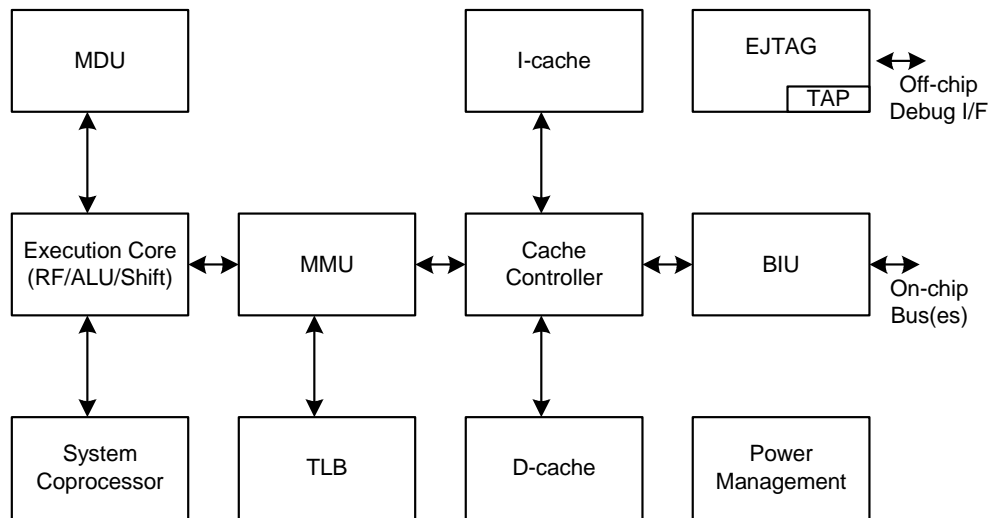 MDU
I-cache
EJTAG
TAP
Off-chip
Debug I/F
Execution Core
(RF/ALU/Shift)
MMU
Cache
Controller
BIU
On-chip
Bus(es)
System
Coprocessor
TLB
D-cache
Power
Management